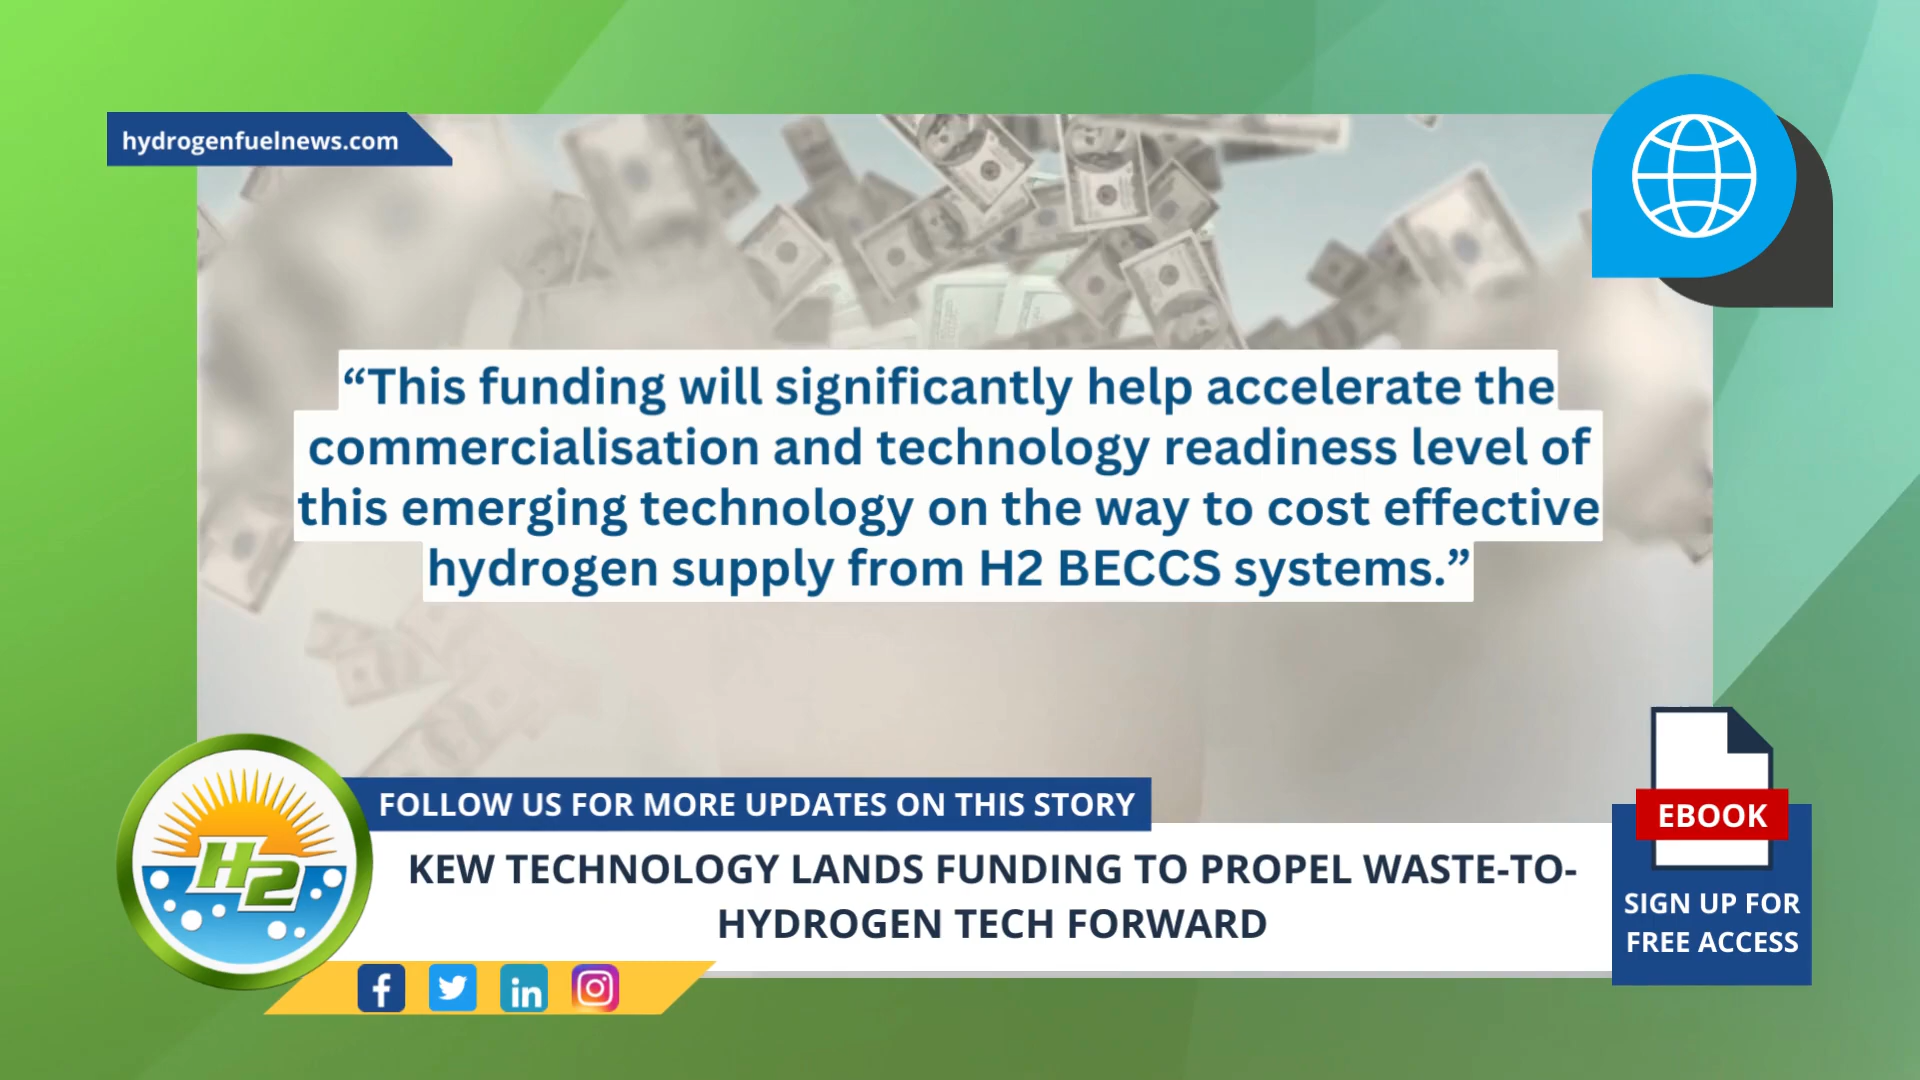 hydrogenfuelnews.com
“This funding will significantly help accelerate the
commercialisation and technology readiness level of
this emerging technology on the way to cost effective
hydrogen supply from H2 BECCS systems.”
FOLLOW US FOR MORE UPDATES ON THIS STORY
KEW TECHNOLOGY LANDS FUNDING TO PROPEL WASTE-TO-
HYDROGEN TECH FORWARD
H2
EBOOK
SIGN UP FOR
FREE ACCESS